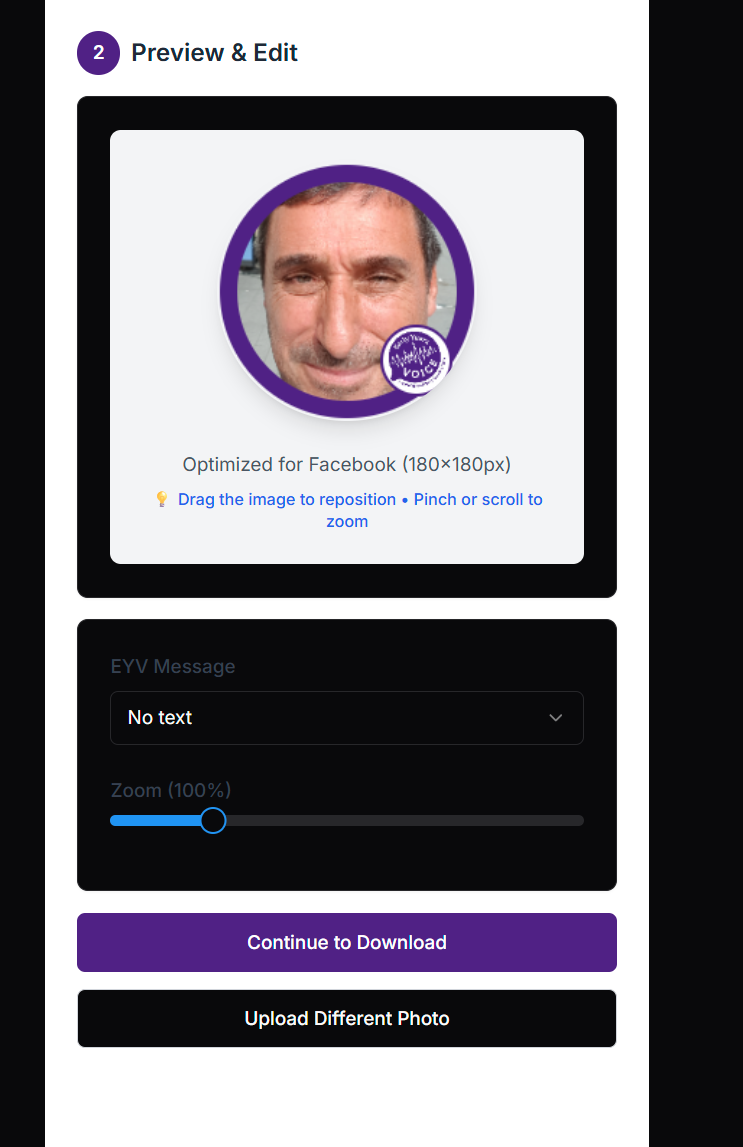 2 Preview & Edit
Early Years
VOICE
Optimized for Facebook (180×180px)
Drag the image to reposition • Pinch or scroll to
zoom
EYV Message
No text
Zoom (100%)
Continue to Download
Upload Different Photo